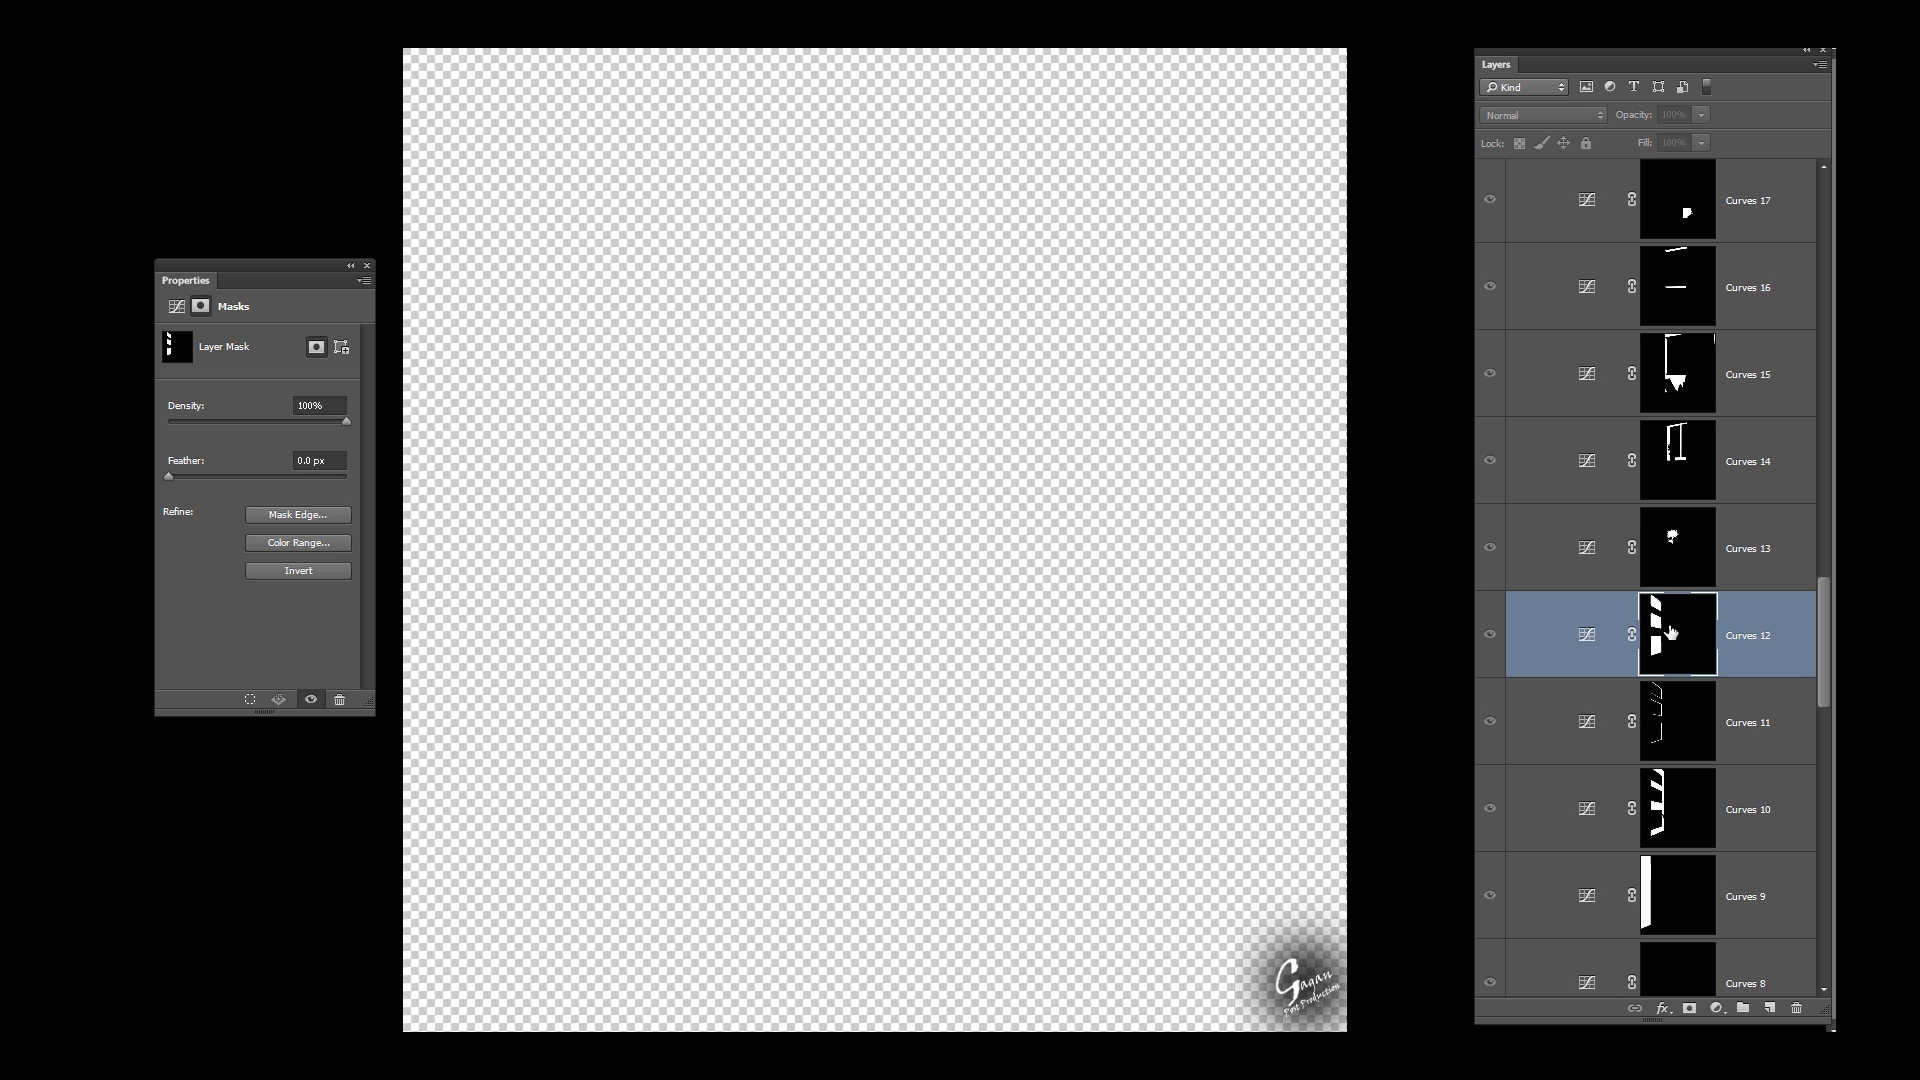 Layers
Kind
Normal
Opacity: 100%
Lock:
Fill: 100%
Curves 17
Curves 16
Curves 15
Curves 14
Curves 13
Curves 12
Curves 11
Curves 10
Curves 9
Curves 8
fx
Properties
Masks
Layer Mask
Density: 100%
Feather: 0.0 px
Refine:
Mask Edge...
Color Range...
Invert
Gagan
Post Production